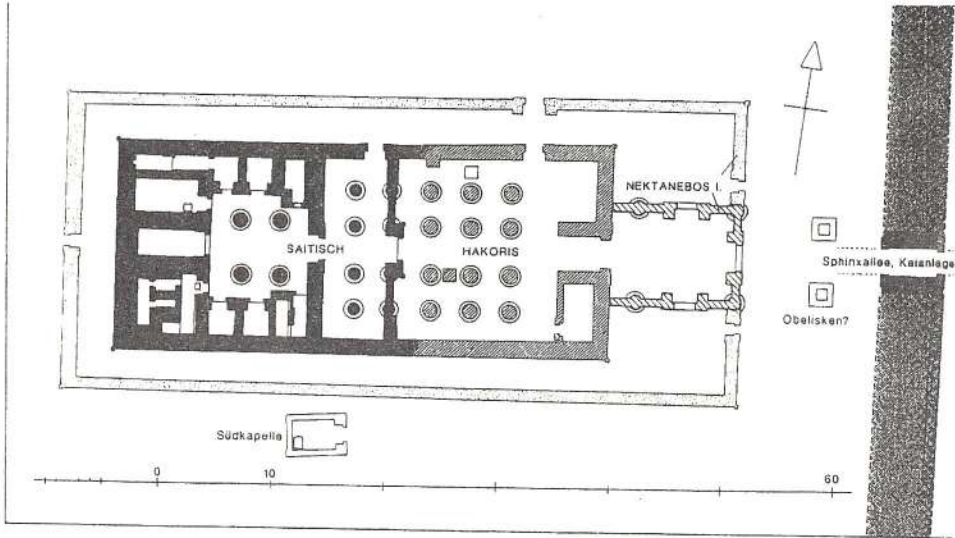 NEKTANEBOS I.
SAITISCH
HAKORIS
Sphinxallee, Kaianlage
Obelisken?
Südkapelle
0
10
60